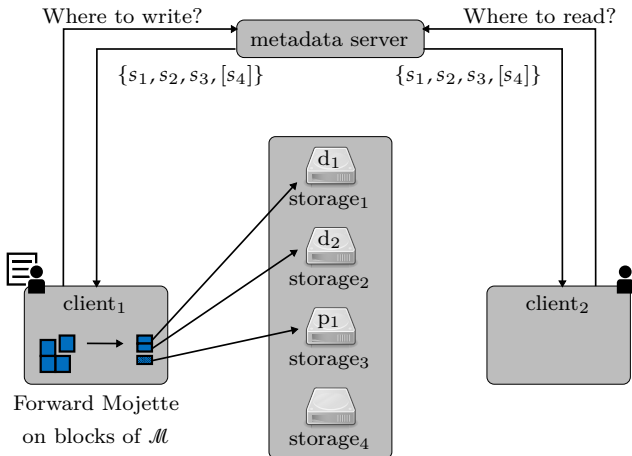 Where to write?
Where to read?
metadata server
{s₁, s₂, s₃, [s₄]}
{s₁, s₂, s₃, [s₄]}
d₁
storage₁
d₂
storage₂
client₁
client₂
p₁
storage₃
Forward Mojette
on blocks of ℳ
storage₄